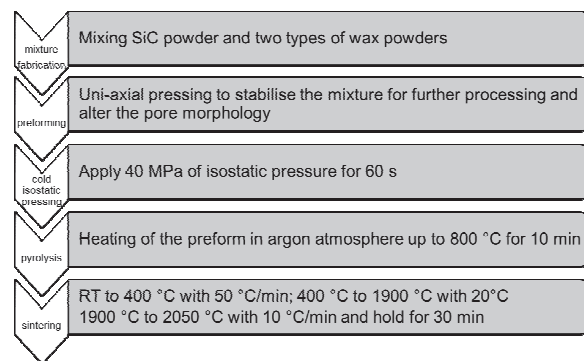 mixture
fabrication
Mixing SiC powder and two types of wax powders
preforming
Uni-axial pressing to stabilise the mixture for further processing and
alter the pore morphology
cold
isostatic
pressing
Apply 40 MPa of isostatic pressure for 60 s
pyrolysis
Heating of the preform in argon atmosphere up to 800 °C for 10 min
sintering
RT to 400 °C with 50 °C/min; 400 °C to 1900 °C with 20°C
1900 °C to 2050 °C with 10 °C/min and hold for 30 min